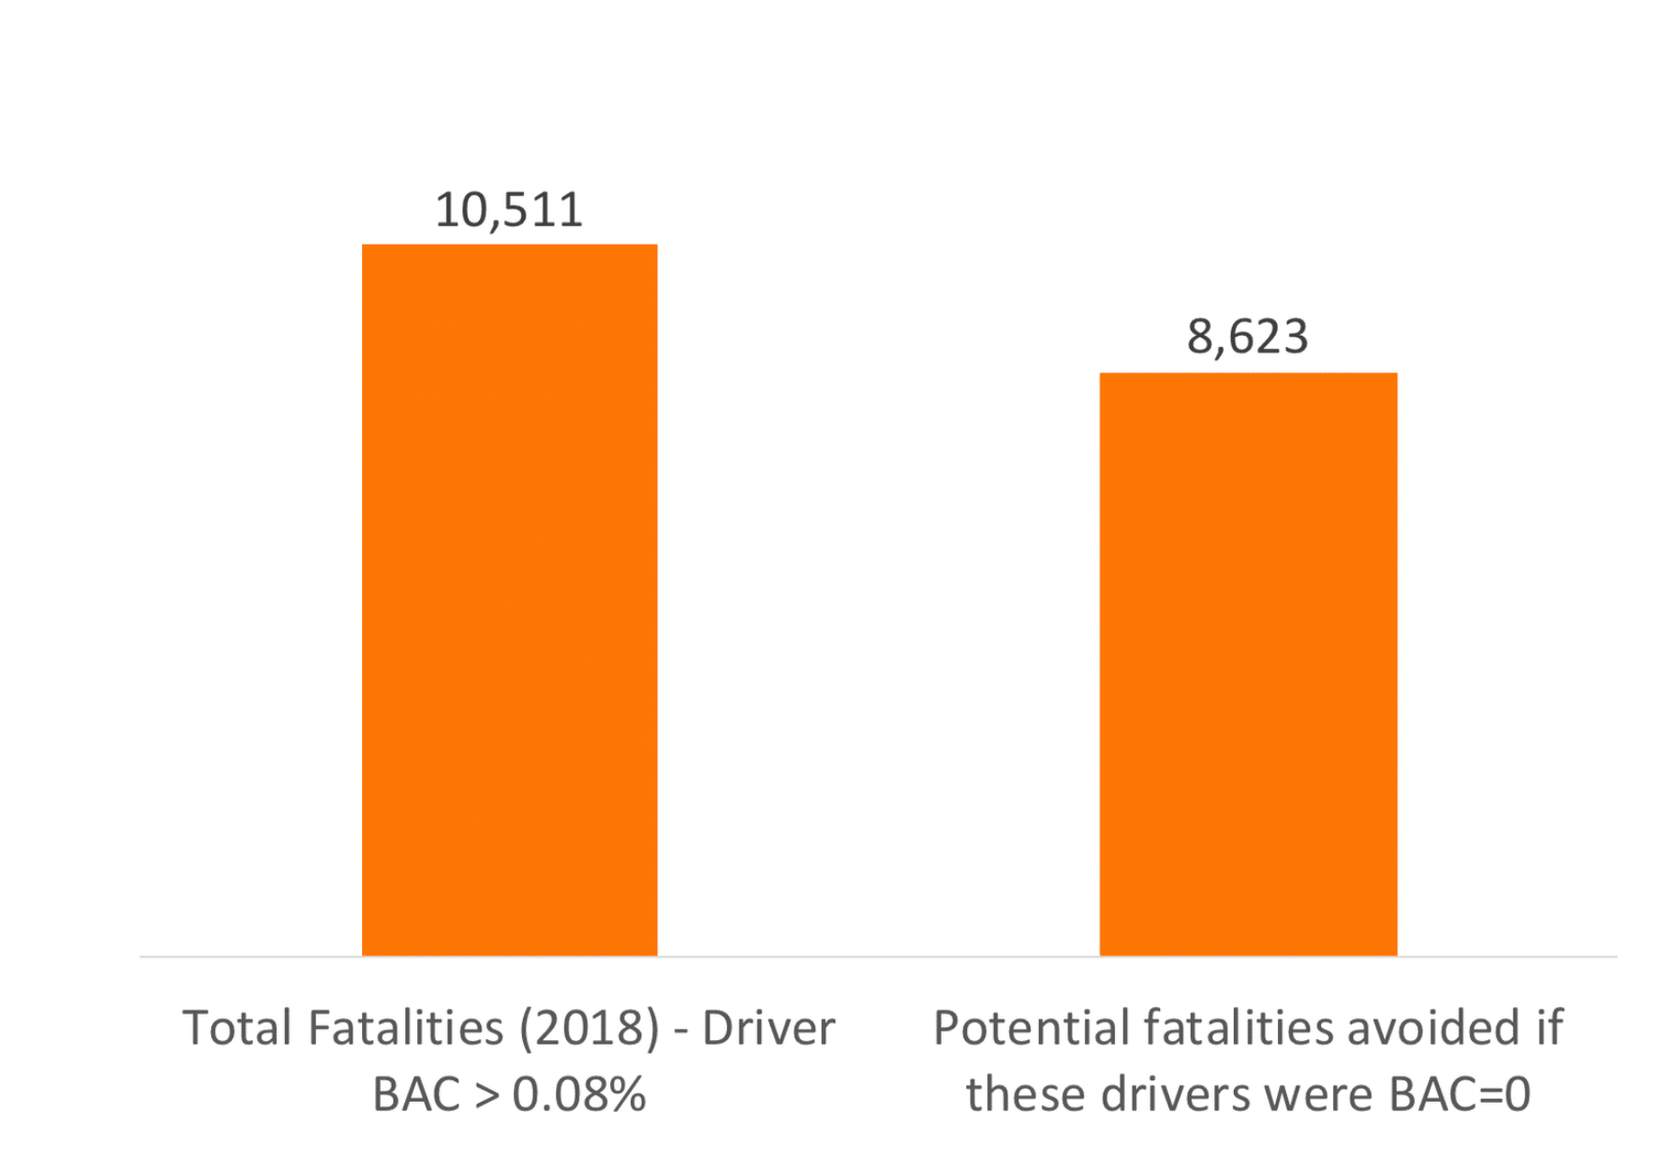 10,511
8,623
Total Fatalities (2018) - Driver
BAC > 0.08%
Potential fatalities avoided if
these drivers were BAC=0